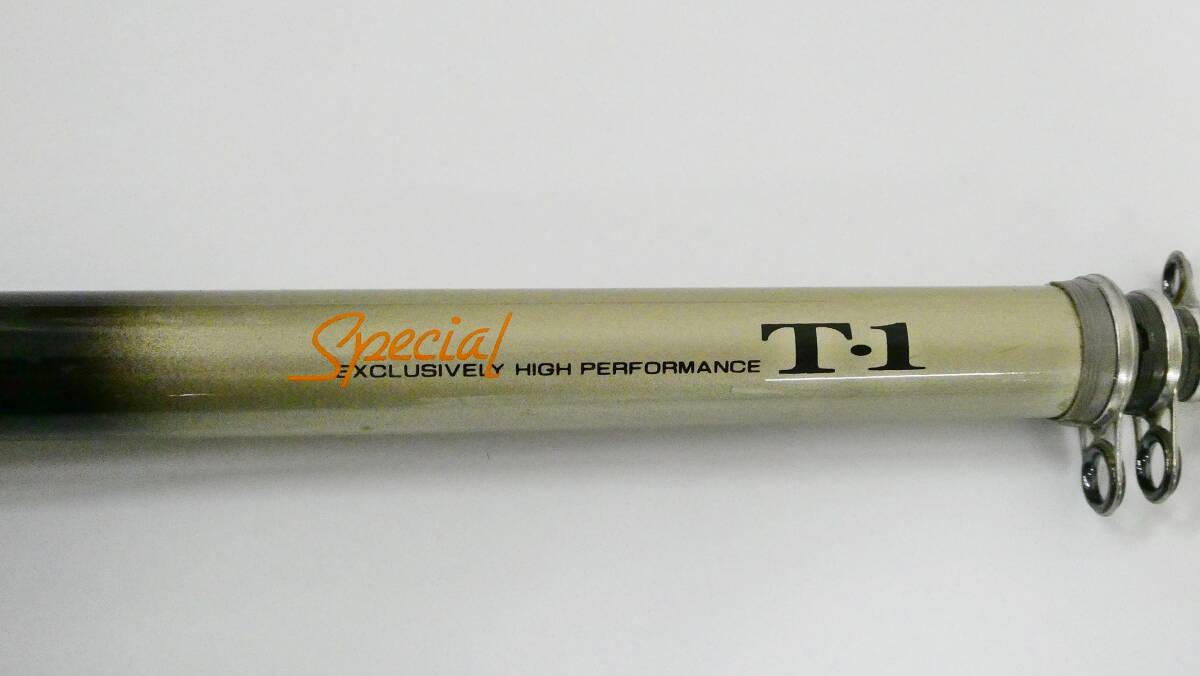 Special
EXCLUSIVELY HIGH PERFORMANCE T·1